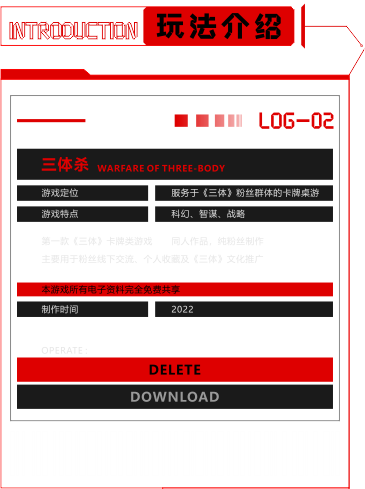 INTRODUCTION 玩法介绍
LOG-02
三体杀 WARFARE OF THREE-BODY
游戏定位 服务于《三体》粉丝群体的卡牌桌游
游戏特点 科幻、智谋、战略
第一款《三体》卡牌类游戏 同人作品，纯粉丝制作
主要用于粉丝线下交流、个人收藏及《三体》文化推广
本游戏所有电子资料完全免费共享
制作时间 2022
OPERATE
DELETE
DOWNLOAD